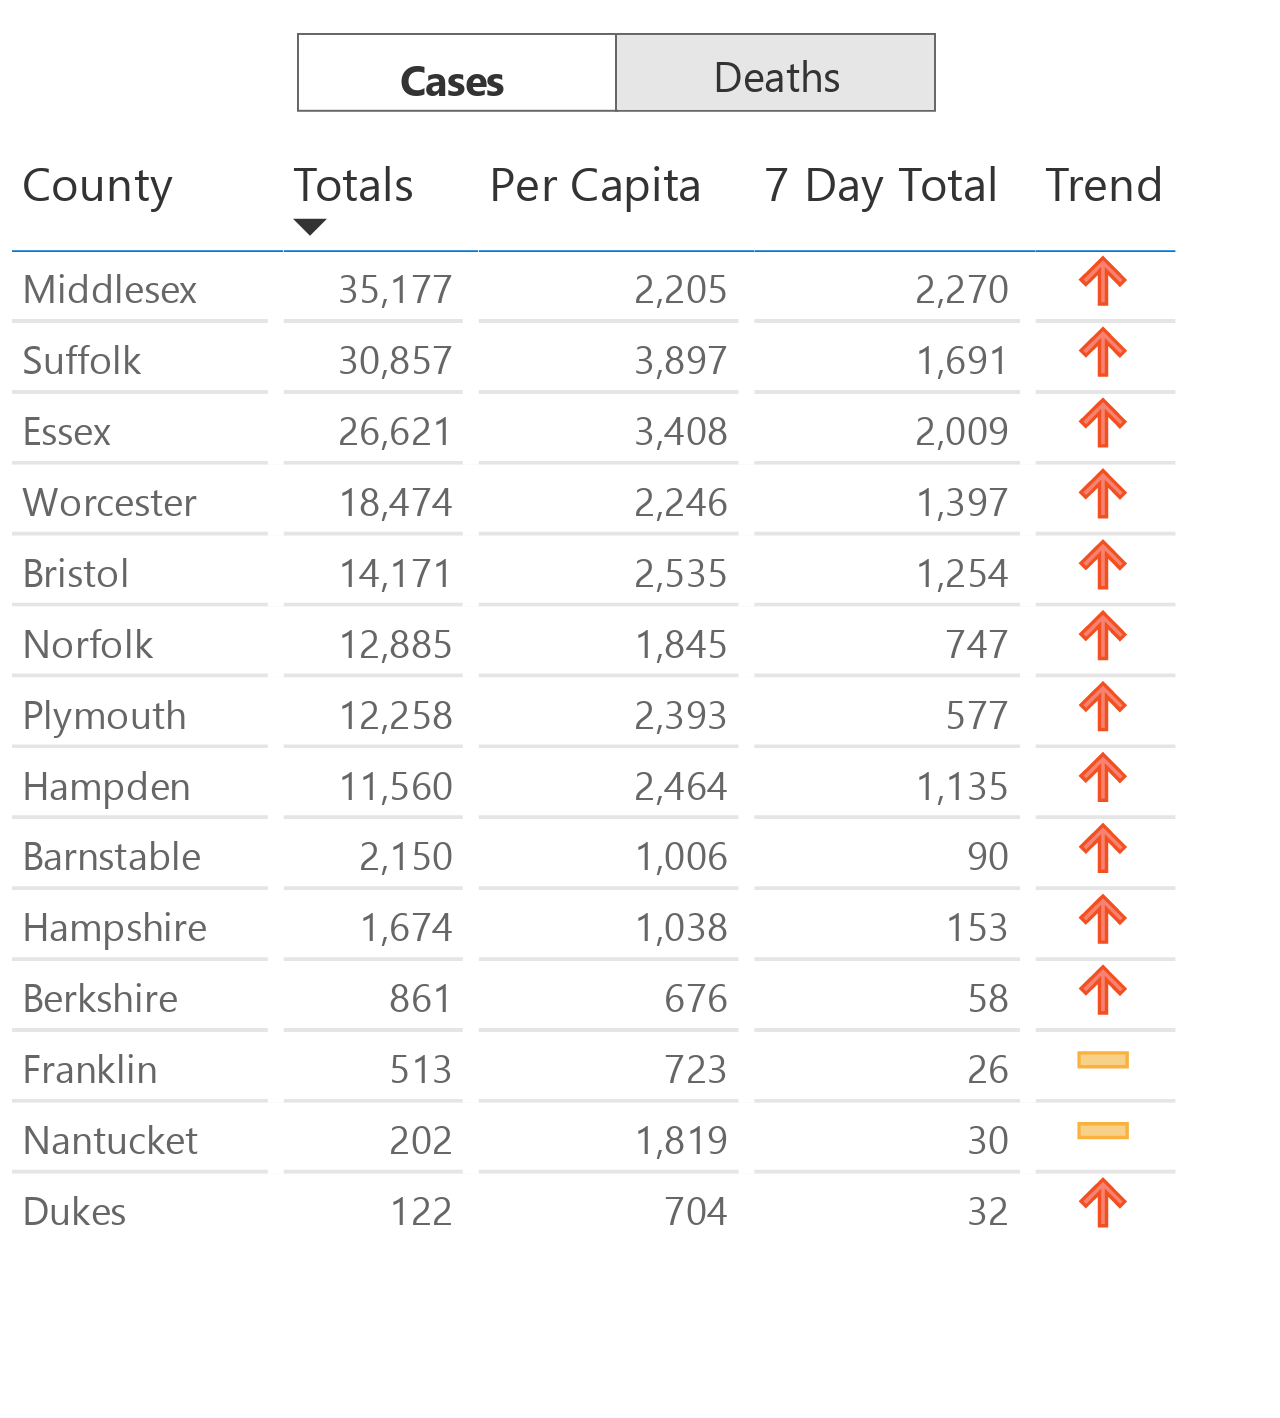 Cases Deaths
County Totals Per Capita 7 Day Total Trend
Middlesex 35,177 2,205 2,270
Suffolk 30,857 3,897 1,691
Essex 26,621 3,408 2,009
Worcester 18,474 2,246 1,397
Bristol 14,171 2,535 1,254
Norfolk 12,885 1,845 747
Plymouth 12,258 2,393 577
Hampden 11,560 2,464 1,135
Barnstable 2,150 1,006 90
Hampshire 1,674 1,038 153
Berkshire 861 676 58
Franklin 513 723 26
Nantucket 202 1,819 30
Dukes 122 704 32